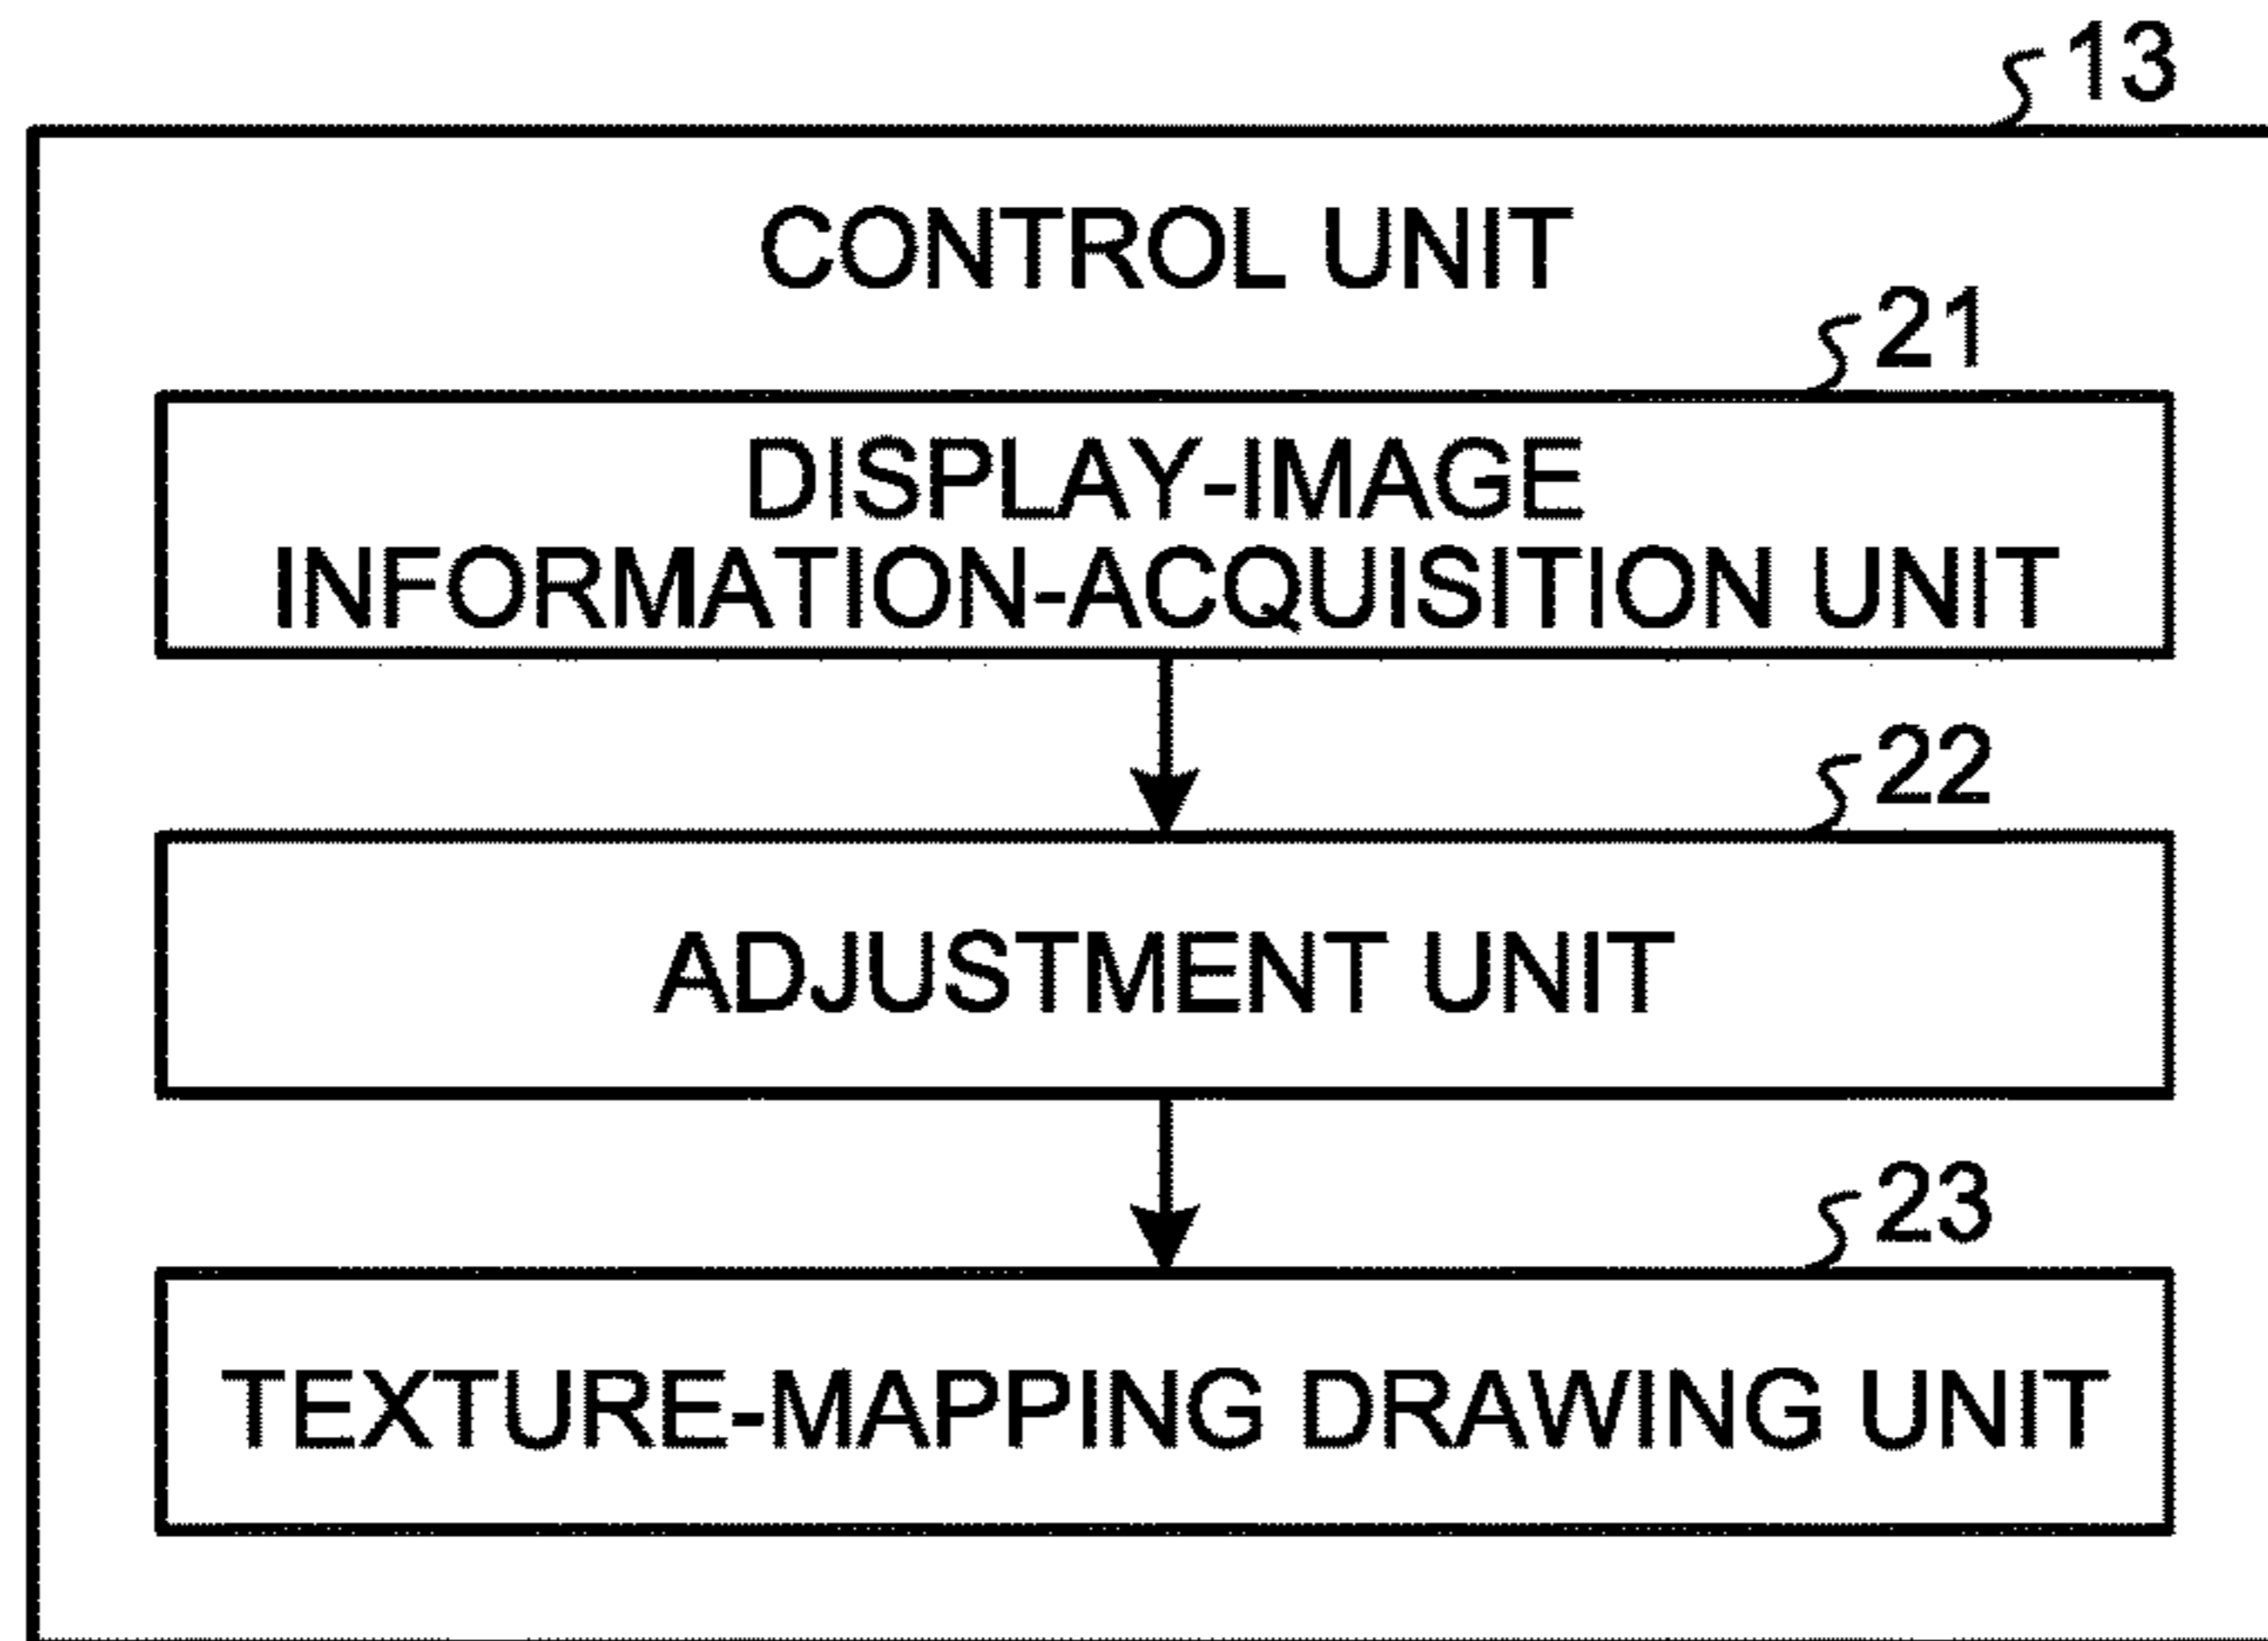 13
CONTROL UNIT
21
DISPLAY-IMAGE
INFORMATION-ACQUISITION UNIT
22
ADJUSTMENT UNIT
23
TEXTURE-MAPPING DRAWING UNIT